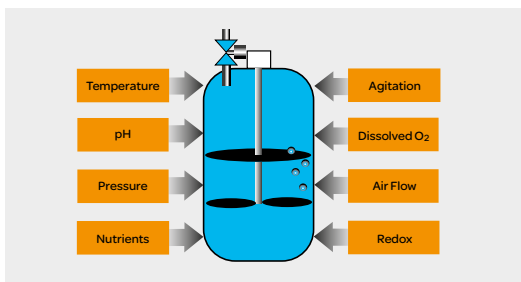 Temperature
pH
Pressure
Nutrients
Agitation
Dissolved O₂
Air Flow
Redox